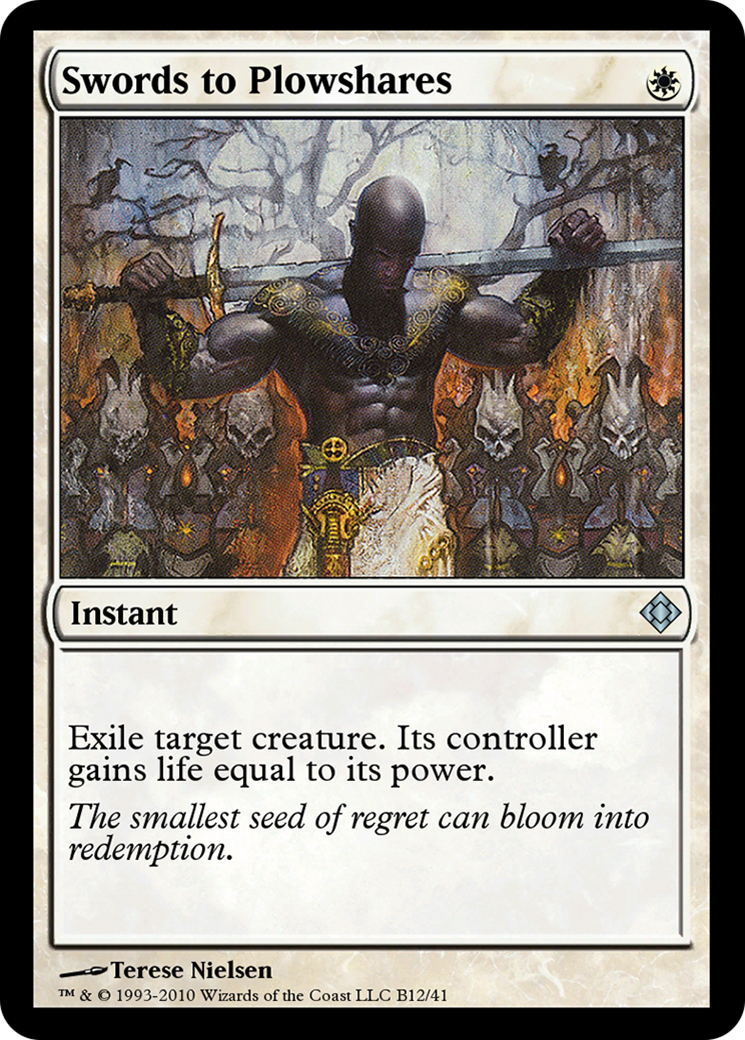 Swords to Plowshares
Instant
Exile target creature. Its controller
gains life equal to its power.
The smallest seed of regret can bloom into
redemption.
Terese Nielsen
™ & © 1993-2010 Wizards of the Coast LLC B12/41